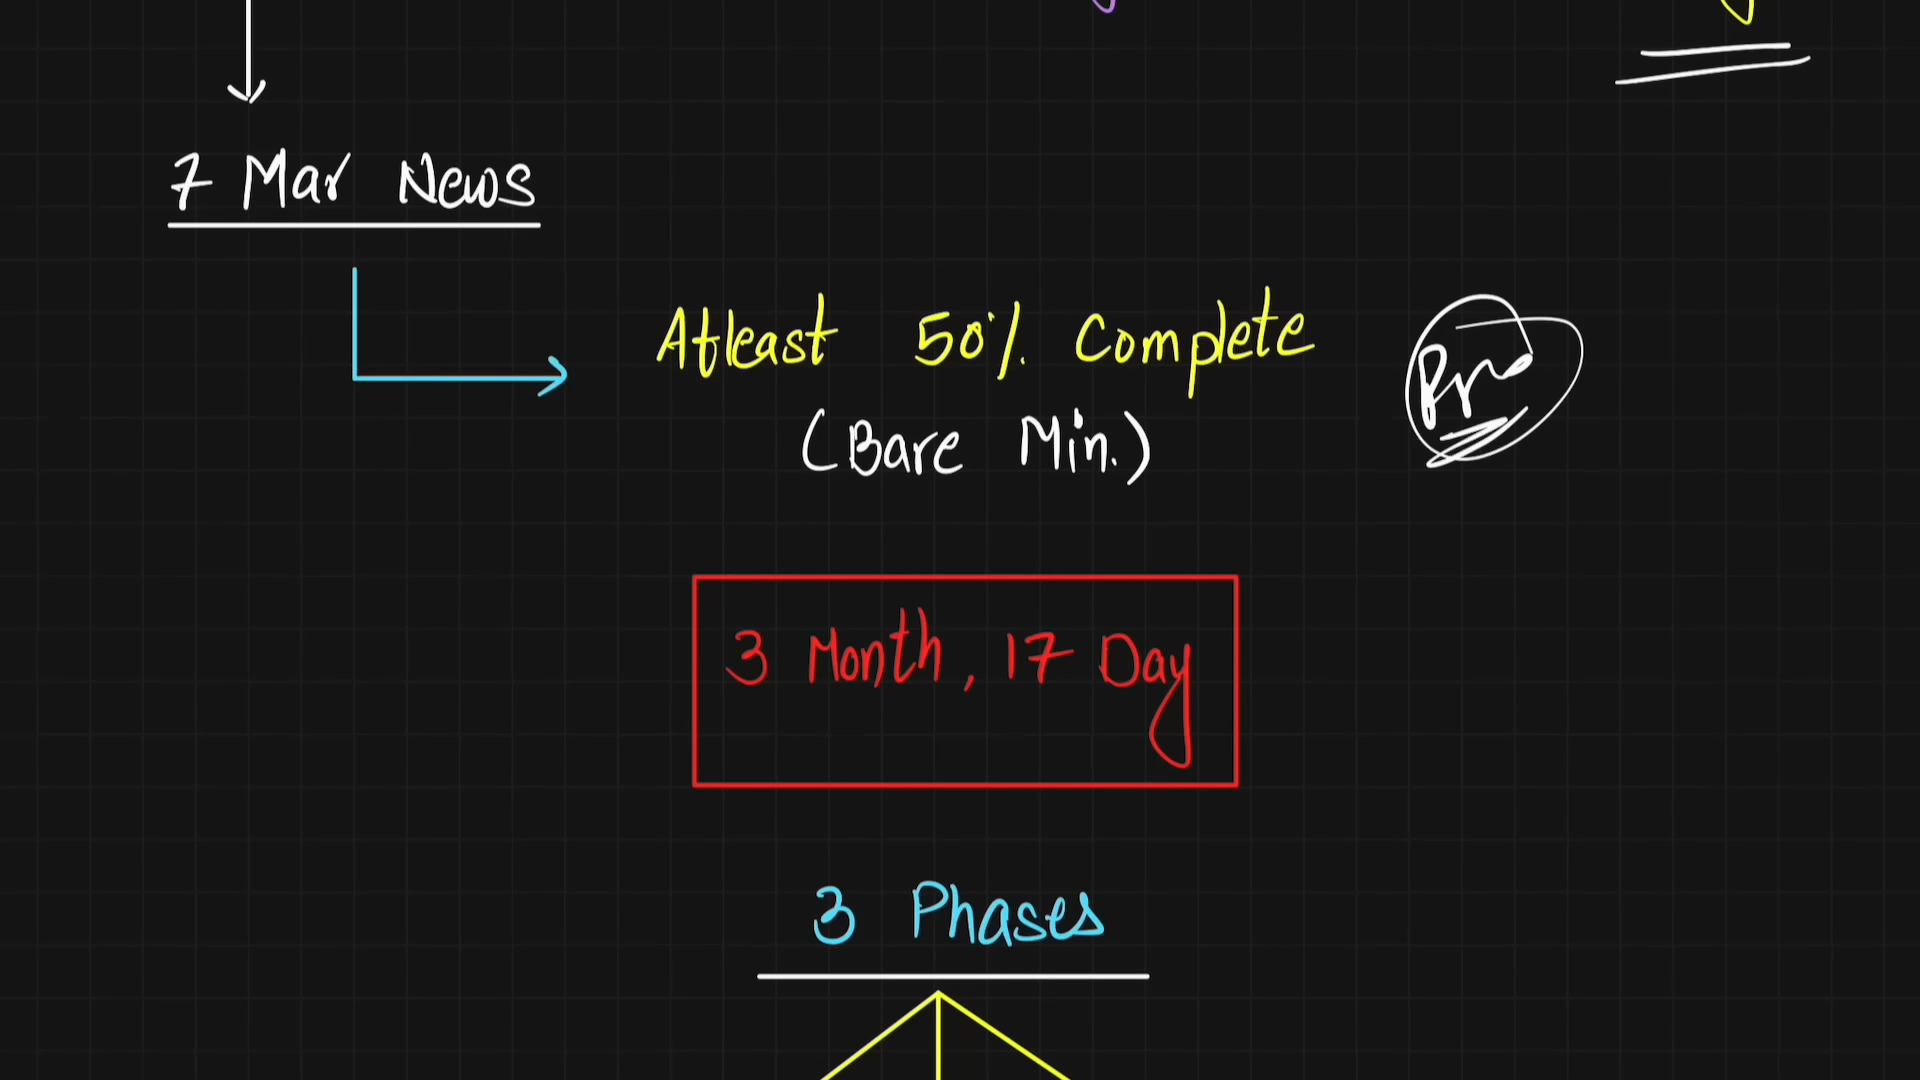 7 Mar News
Atleast 50% Complete
(Bare Min.)
Pro
3 Month, 17 Day
3 Phases